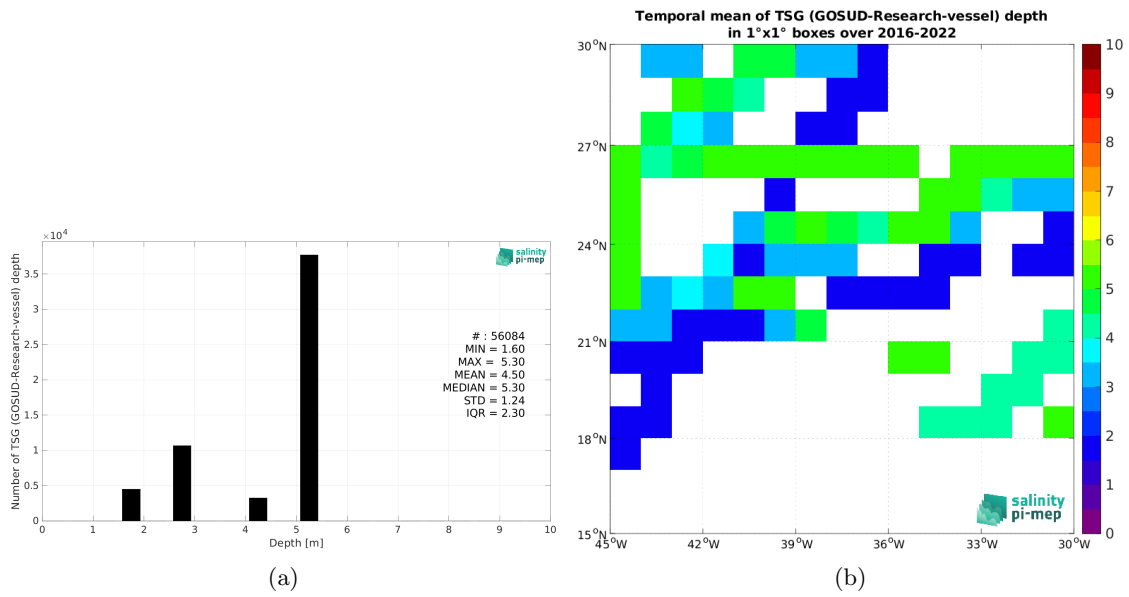 ×10⁴
3.5
3
2.5
2
1.5
1
0.5
0
Number of TSG (GOSUD-Research-vessel) depth
salinity
pi-mep
# : 56084
MIN = 1.60
MAX = 5.30
MEAN = 4.50
MEDIAN = 5.30
STD = 1.24
IQR = 2.30
1 2 3 4 5 6 7 8 9 10
Depth [m]
(a)
Temporal mean of TSG (GOSUD-Research-vessel) depth
in 1°x1° boxes over 2016-2022
30°N
27°N
24°N
21°N
18°N
15°N
45°W 42°W 39°W 36°W 33°W 30°W
salinity
pi-mep
10
9
8
7
6
5
4
3
2
1
0
(b)